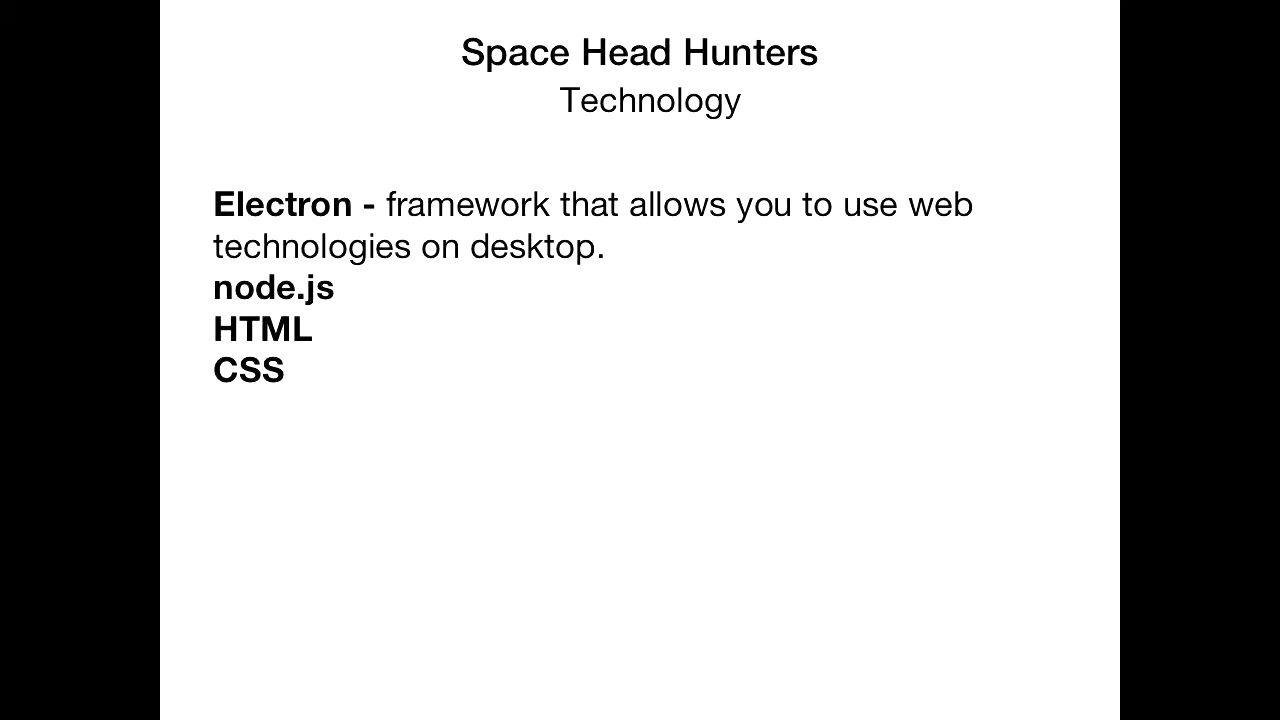 Space Head Hunters
Technology
Electron - framework that allows you to use web
technologies on desktop.
node.js
HTML
CSS